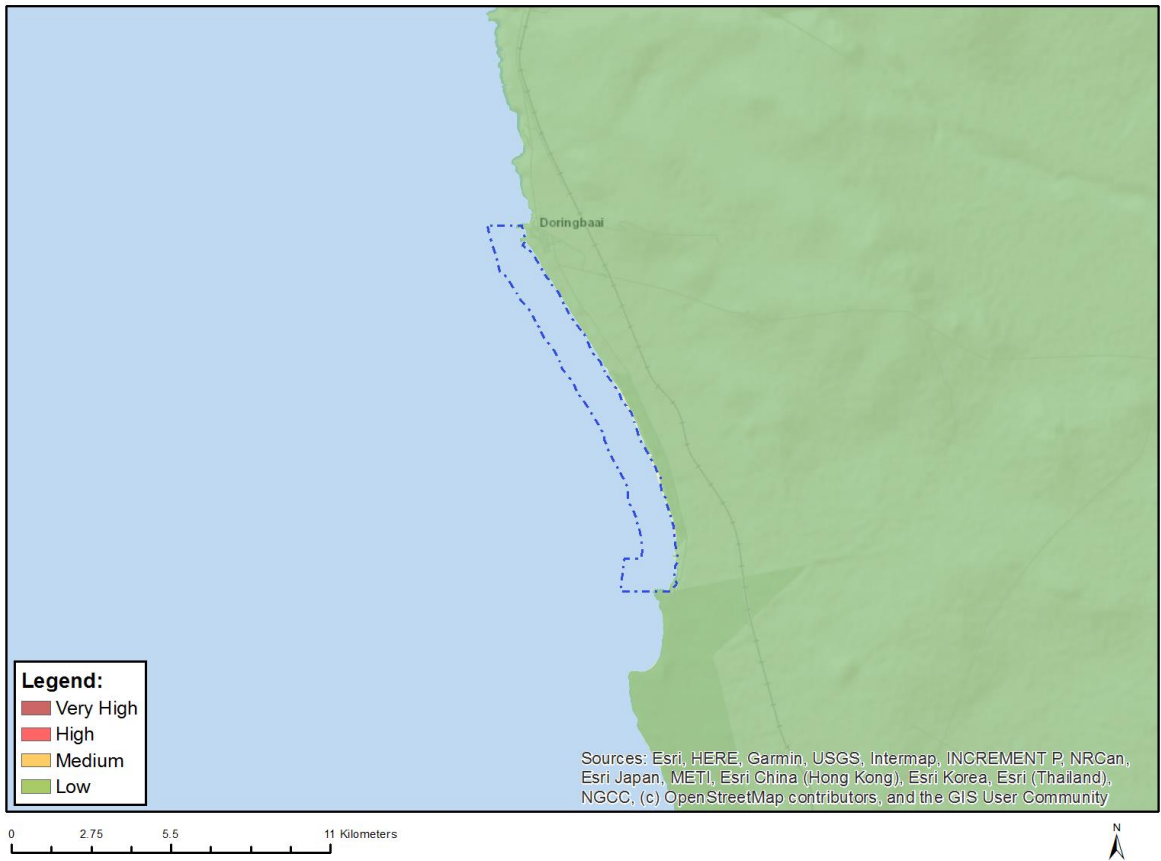 Doringbaai
Legend:
Very High
High
Medium
Low
Sources: Esri, HERE, Garmin, USGS, Intermap, INCREMENT P, NRCan,
Esri Japan, METI, Esri China (Hong Kong), Esri Korea, Esri (Thailand),
NGCC, (c) OpenStreetMap contributors, and the GIS User Community
0 2.75 5.5 11 Kilometers
N